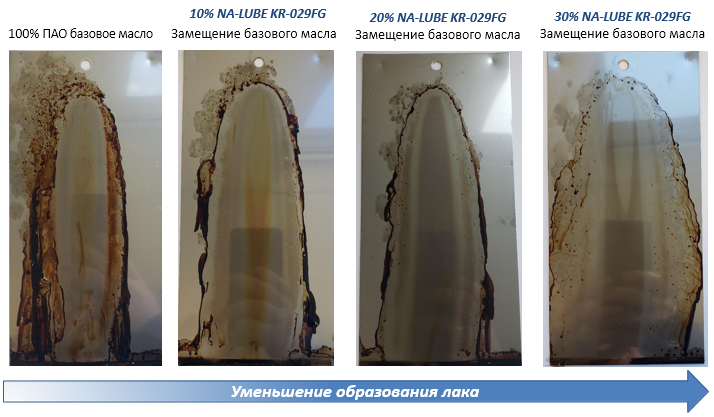 100% ПАО базовое масло
10% NA-LUBE KR-029FG
Замещение базового масла
20% NA-LUBE KR-029FG
Замещение базового масла
30% NA-LUBE KR-029FG
Замещение базового масла
Уменьшение образования лака